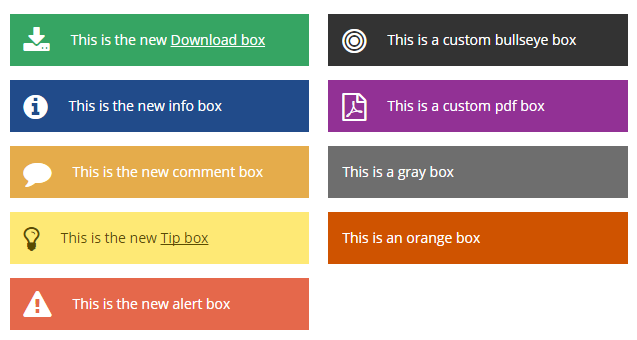 This is the new Download box
This is the new info box
This is the new comment box
This is the new Tip box
This is the new alert box
This is a custom bullseye box
This is a custom pdf box
This is a gray box
This is an orange box